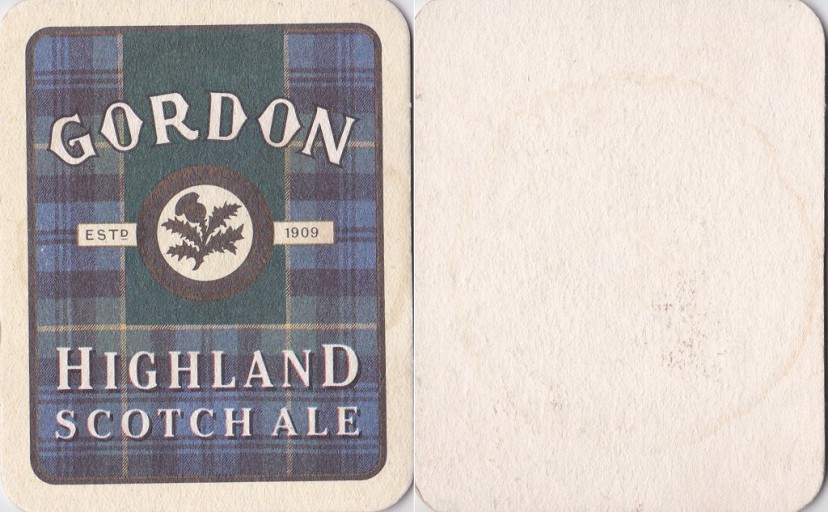 GORDON
ESTD 1909
HIGHLAND
SCOTCH ALE